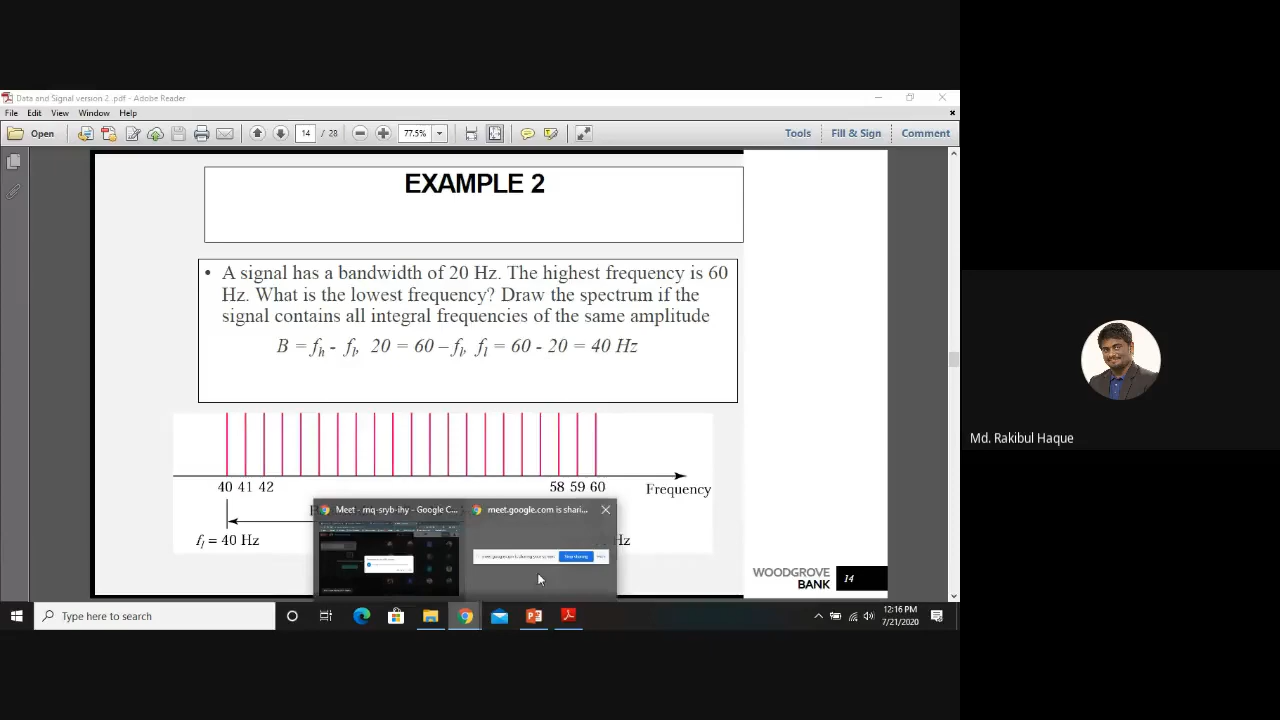 Data and Signal version 2 .pdf - Adobe Reader
File Edit View Window Help
Open 14 / 28 77.5% Tools Fill & Sign Comment
EXAMPLE 2
• A signal has a bandwidth of 20 Hz. The highest frequency is 60
Hz. What is the lowest frequency? Draw the spectrum if the
signal contains all integral frequencies of the same amplitude
B = fh - fl, 20 = 60 – fl, fl = 60 - 20 = 40 Hz
40 41 42 58 59 60 Frequency
Meet - mq-sryb-ihy - Google C... meet.google.com is shari...
fl = 40 Hz Hz
WOODGROVE
BANK 14
Type here to search
12:16 PM
7/21/2020
Md. Rakibul Haque